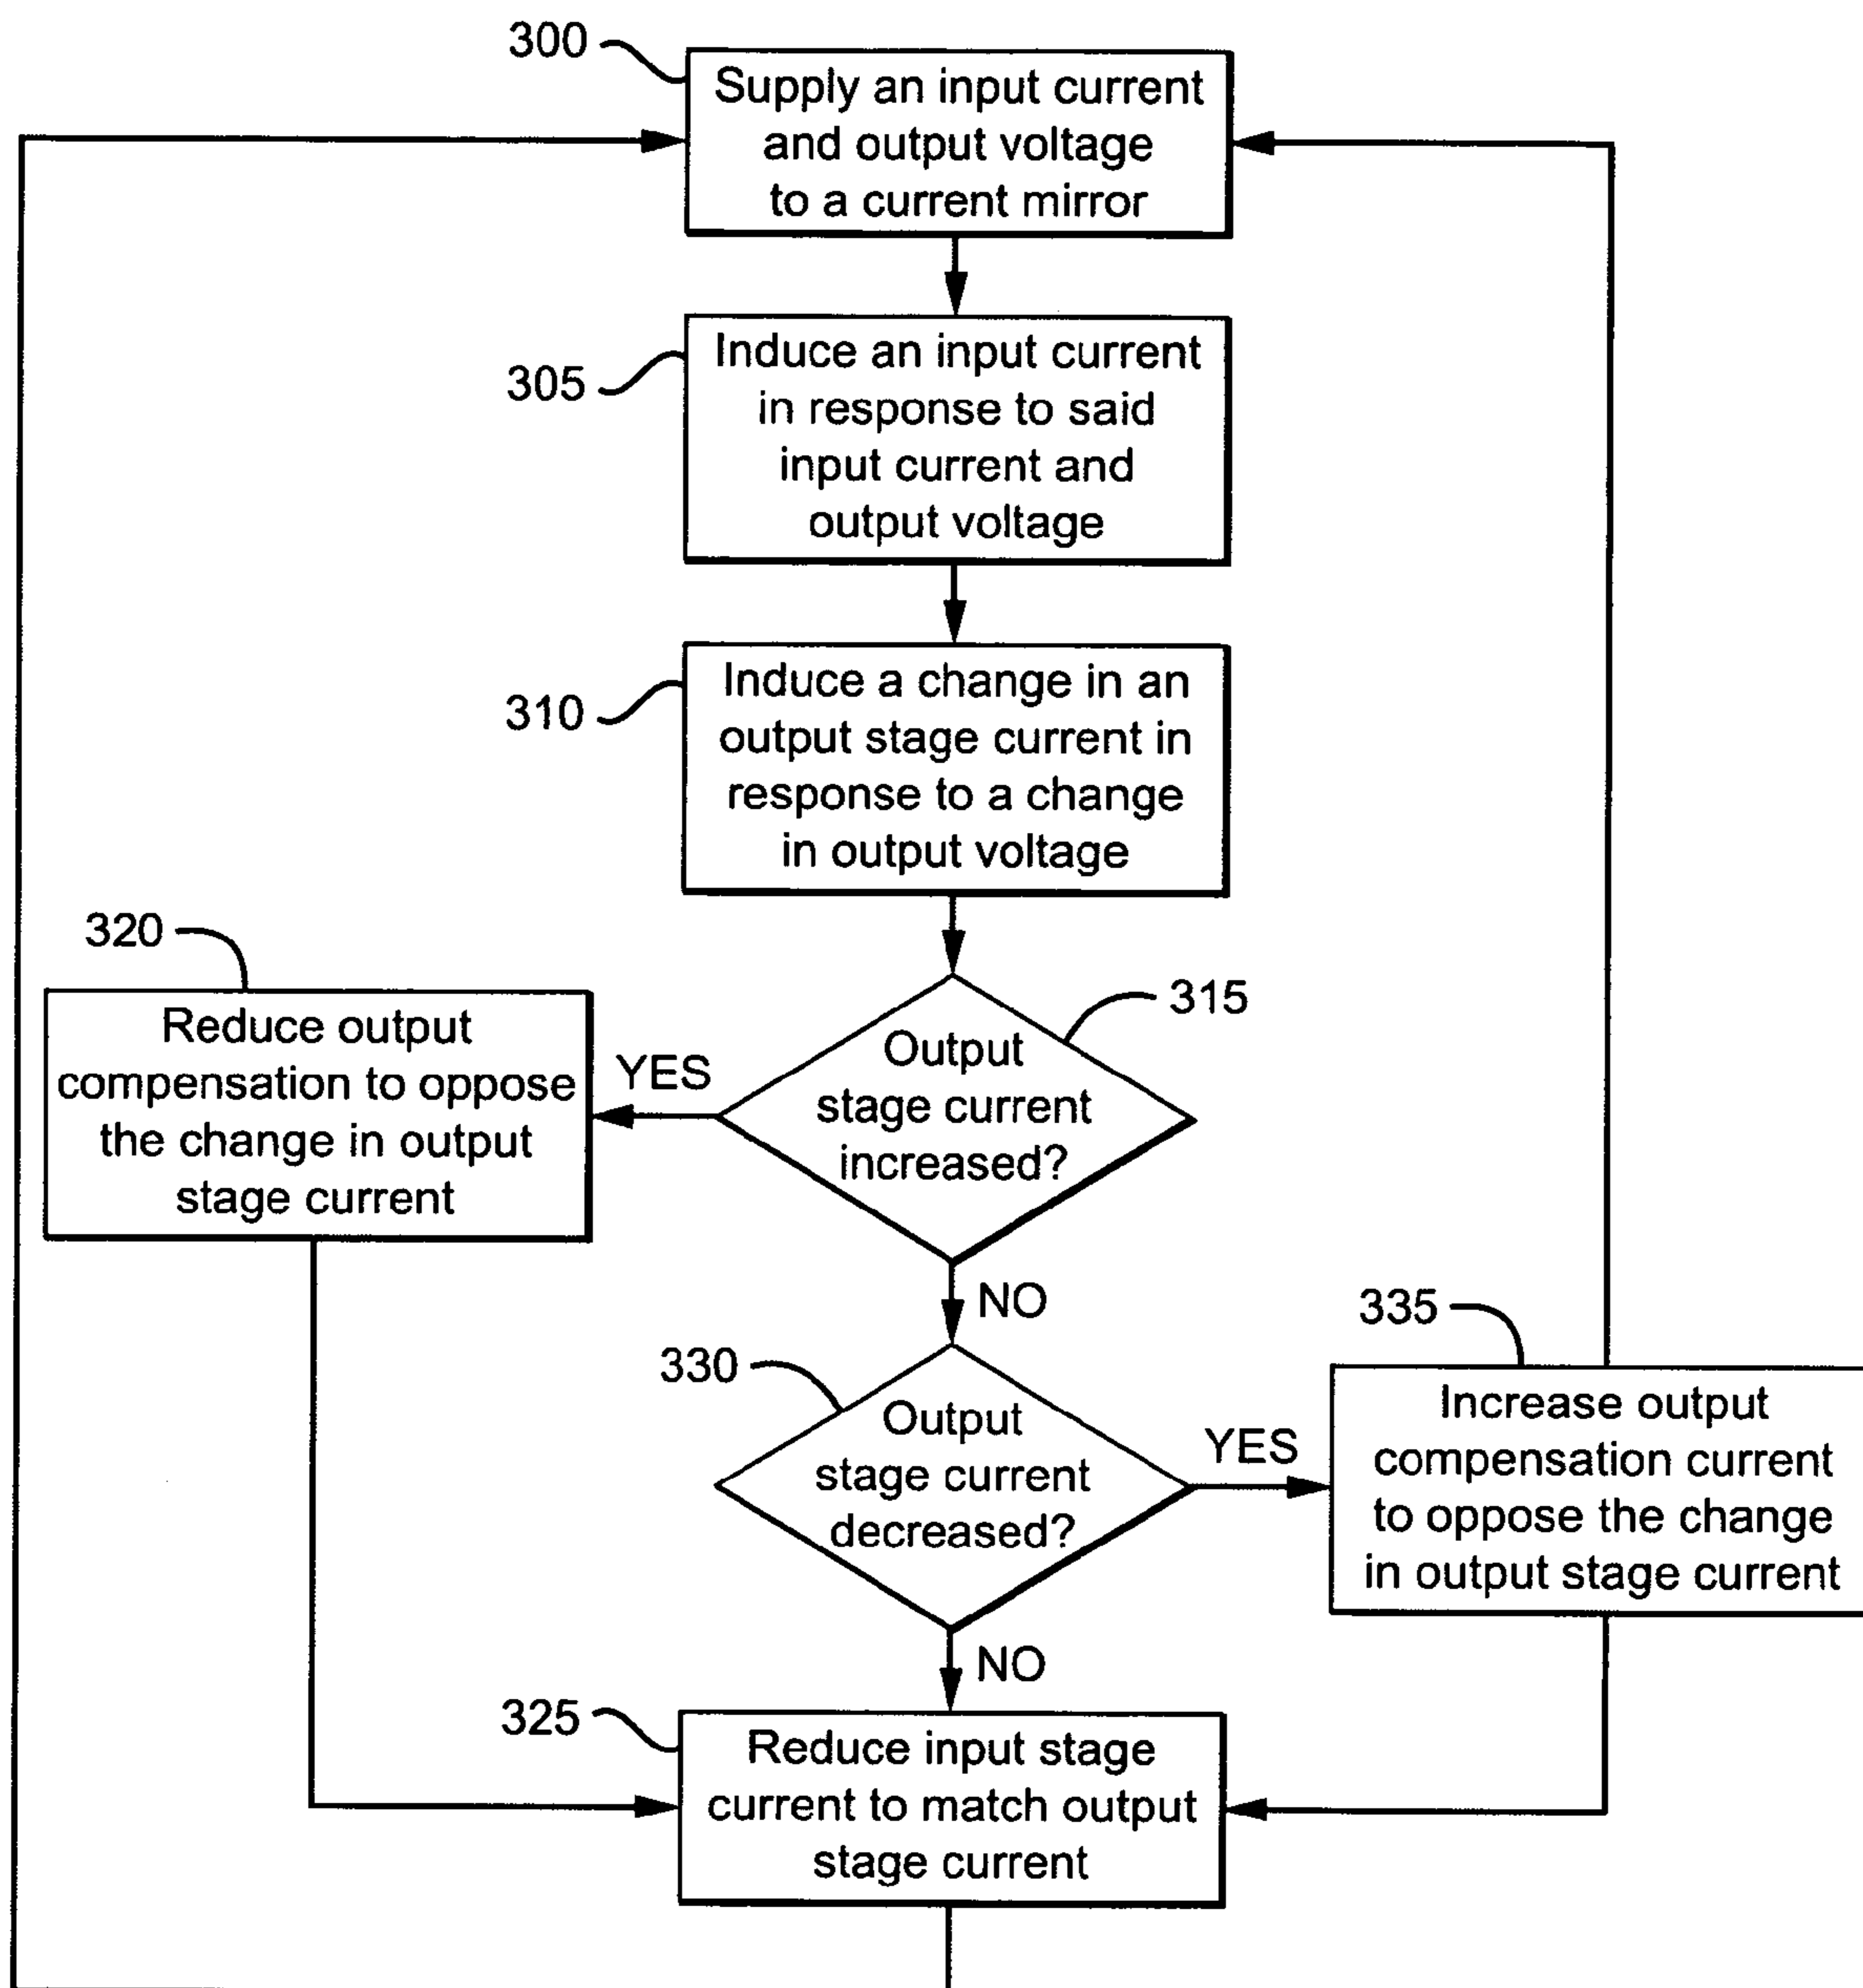 300
Supply an input current
and output voltage
to a current mirror
305
Induce an input current
in response to said
input current and
output voltage
310
Induce a change in an
output stage current in
response to a change
in output voltage
315
Output
stage current
increased?
YES
320
Reduce output
compensation to oppose
the change in output
stage current
NO
330
Output
stage current
decreased?
YES
335
Increase output
compensation current
to oppose the change
in output stage current
NO
325
Reduce input stage
current to match output
stage current